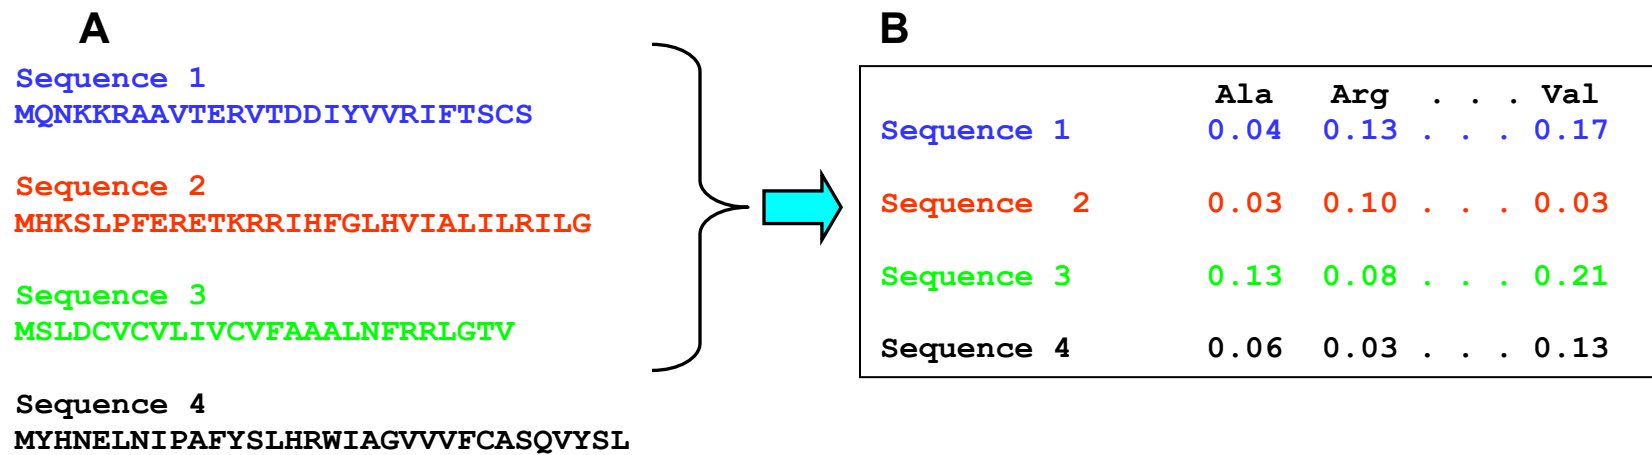 A
Sequence 1
MQNKKRAAVTERVTDDIYVVRIFTSCS
Sequence 2
MHKSLPFERETKRRIHFGLHVIALILRILG
Sequence 3
MSLDCVCVLIVCVFAAALNFRRLGTV
Sequence 4
MYHNELNIPAFYSLHRWIAGVVVFCASQVYSL
B
Ala Arg . . . Val
Sequence 1 0.04 0.13 . . . 0.17
Sequence 2 0.03 0.10 . . . 0.03
Sequence 3 0.13 0.08 . . . 0.21
Sequence 4 0.06 0.03 . . . 0.13